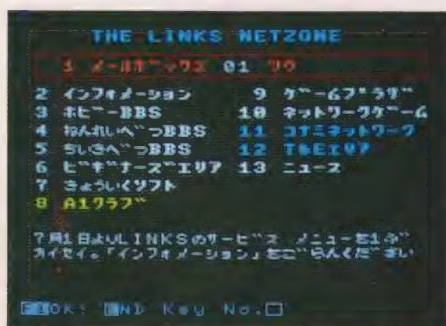 THE LINKS NETZONE
1 メールボックス 01 ツウ
2 インフォメーション 9 ゲームプラザ
3 ホビーBBS 10 ネットワークゲーム
4 ねんれいべつBBS 11 コナミネットワーク
5 ちいきべつBBS 12 T&Eエリア
6 ビギナーズエリア 13 ニュース
7 きょういくソフト
8 A1クラブ
7月1日よりLINKSのサービス メニューを1ぶ
カイセイ。「インフォメーション」をごらんください
OK: END Key No.